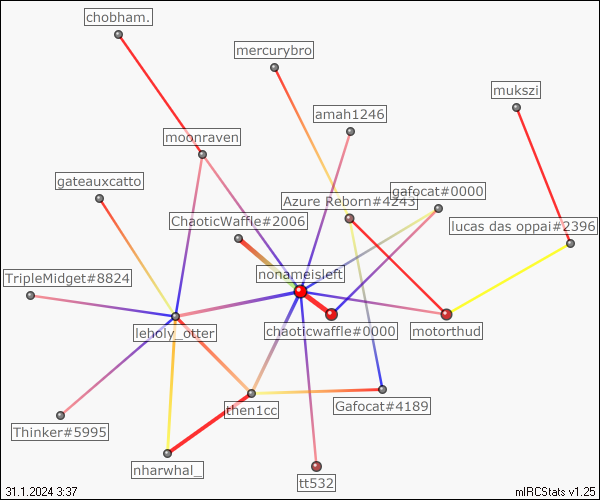 chobham.
mercurybro
mukszi
amah1246
moonraven
gateauxcatto
gafocat#0000
Azure Reborn#4243
ChaoticWaffle#2006
lucas das oppai#2396
nonameisleft
TripleMidget#8824
leholy_otter
chaoticwaffle#0000
motorthud
Gafocat#4189
then1cc
Thinker#5995
nharwhal_
tt532
31.1.2024 3:37
mIRCStats v1.25